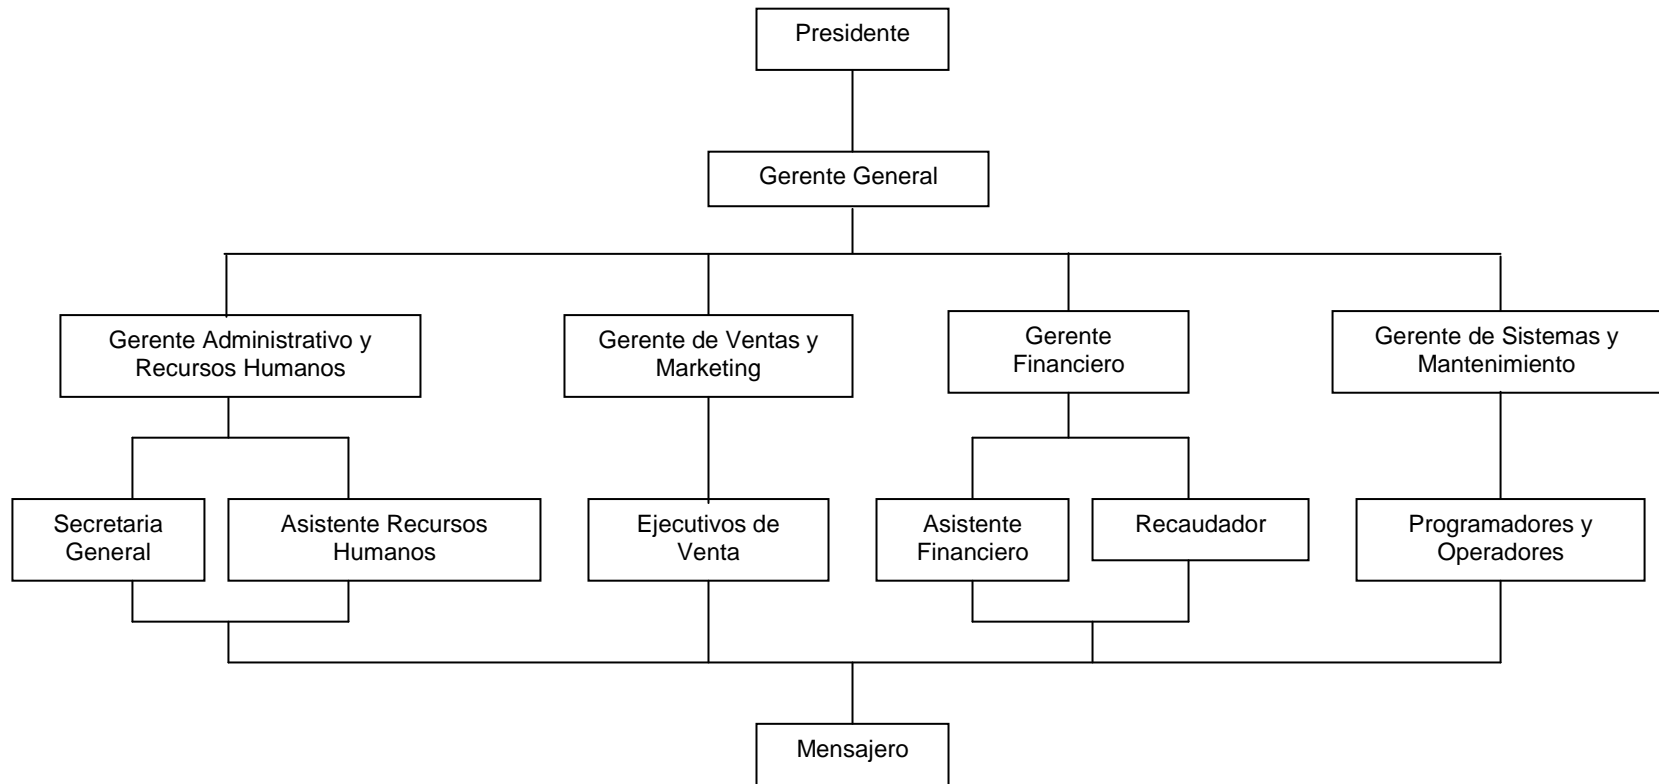 Presidente
Gerente General
Gerente Administrativo y
Recursos Humanos
Gerente de Ventas y
Marketing
Gerente
Financiero
Gerente de Sistemas y
Mantenimiento
Secretaria
General
Asistente Recursos
Humanos
Ejecutivos de
Venta
Asistente
Financiero
Recaudador
Programadores y
Operadores
Mensajero